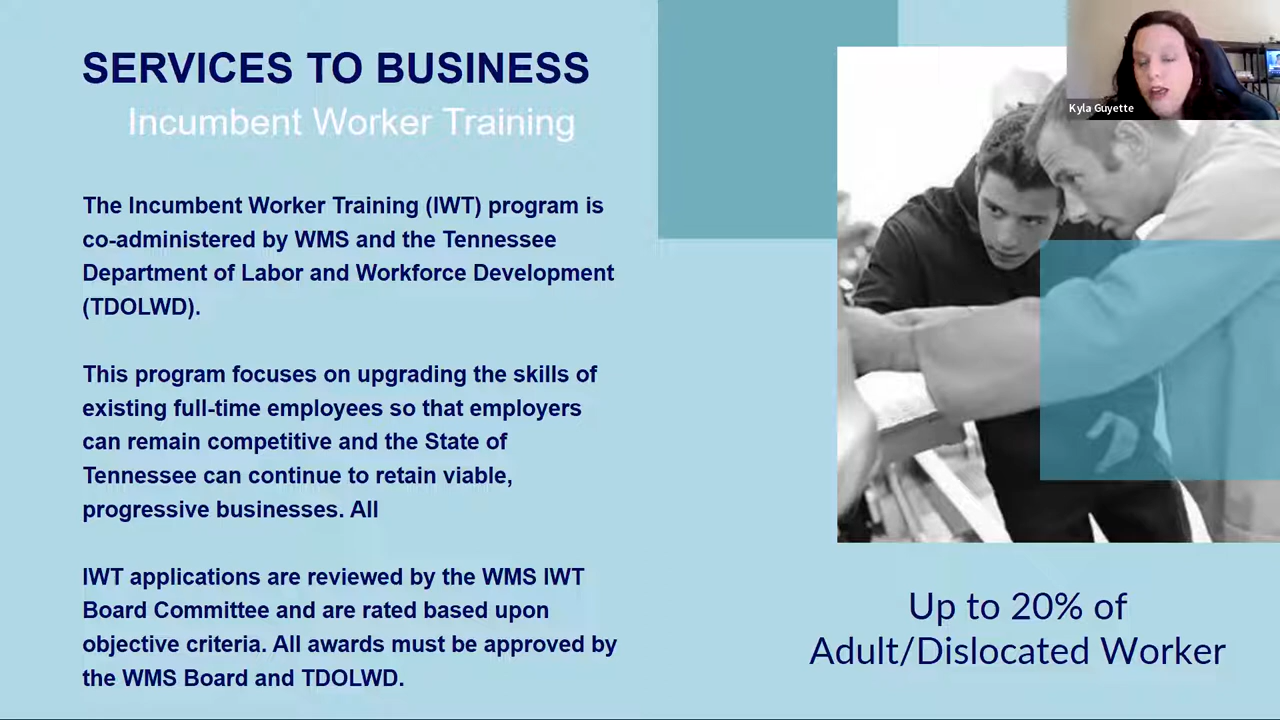 SERVICES TO BUSINESS
Incumbent Worker Training
The Incumbent Worker Training (IWT) program is
co-administered by WMS and the Tennessee
Department of Labor and Workforce Development
(TDOLWD).
This program focuses on upgrading the skills of
existing full-time employees so that employers
can remain competitive and the State of
Tennessee can continue to retain viable,
progressive businesses. All
IWT applications are reviewed by the WMS IWT
Board Committee and are rated based upon
objective criteria. All awards must be approved by
the WMS Board and TDOLWD.
Kyla Guyette
Up to 20% of
Adult/Dislocated Worker